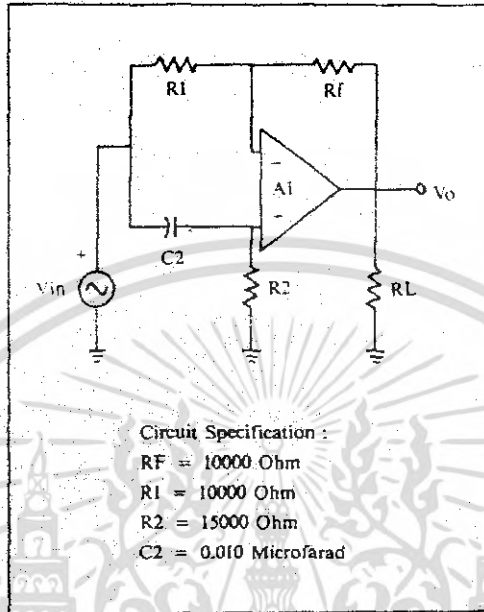 R1
Rf
A1
Vo
C2
+
Vin
R2
RL
Circuit Specification :
RF = 10000 Ohm
R1 = 10000 Ohm
R2 = 15000 Ohm
C2 = 0.010 Microfarad